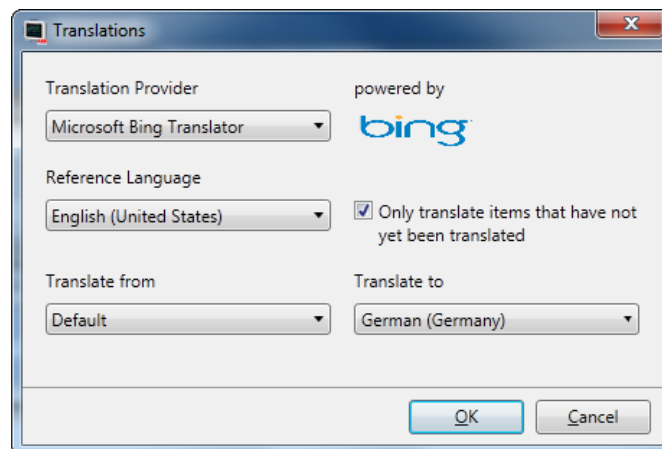 Translations
Translation Provider
powered by
Microsoft Bing Translator
bing
Reference Language
English (United States)
Only translate items that have not
yet been translated
Translate from
Translate to
Default
German (Germany)
OK
Cancel